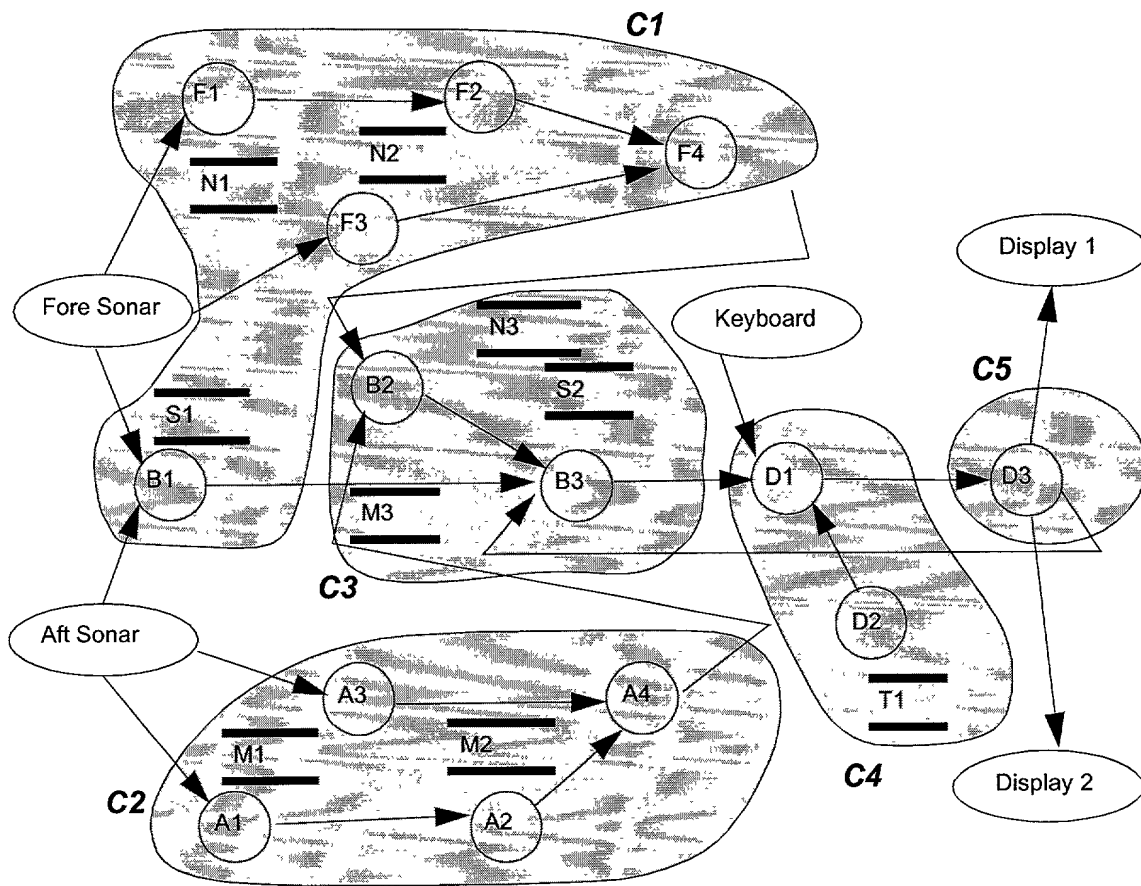 C1
F1
F2
F4
N2
N1
F3
Display 1
Fore Sonar
N3
Keyboard
C5
B2
S2
S1
B1
B3
D1
D3
M3
C3
D2
Aft Sonar
A3
A4
T1
M1
M2
C4
Display 2
C2
A1
A2